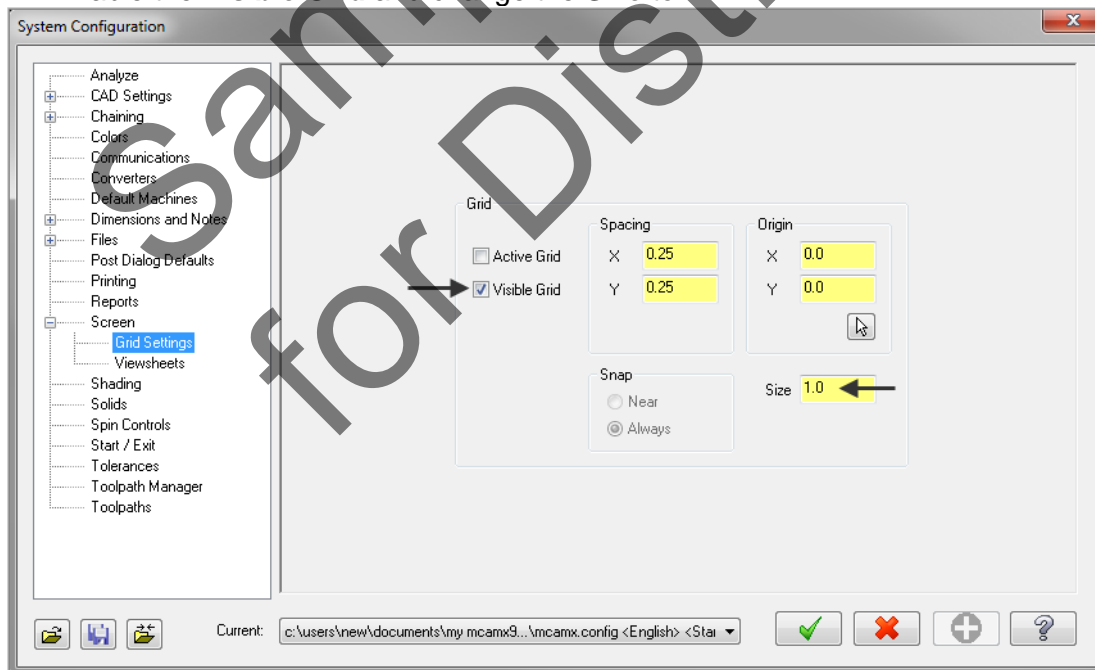 System Configuration
Analyze
CAD Settings
Chaining
Colors
Communications
Converters
Default Machines
Dimensions and Notes
Files
Post Dialog Defaults
Printing
Reports
Screen
Grid Settings
Viewsheets
Shading
Solids
Spin Controls
Start / Exit
Tolerances
Toolpath Manager
Toolpaths
Grid
Active Grid
Visible Grid
Spacing
X 0.25
Y 0.25
Origin
X 0.0
Y 0.0
Snap
Near
Always
Size 1.0
Current: c:\users\new\documents\my mcamx9...\mcamx.config <English> <Star
for Dist